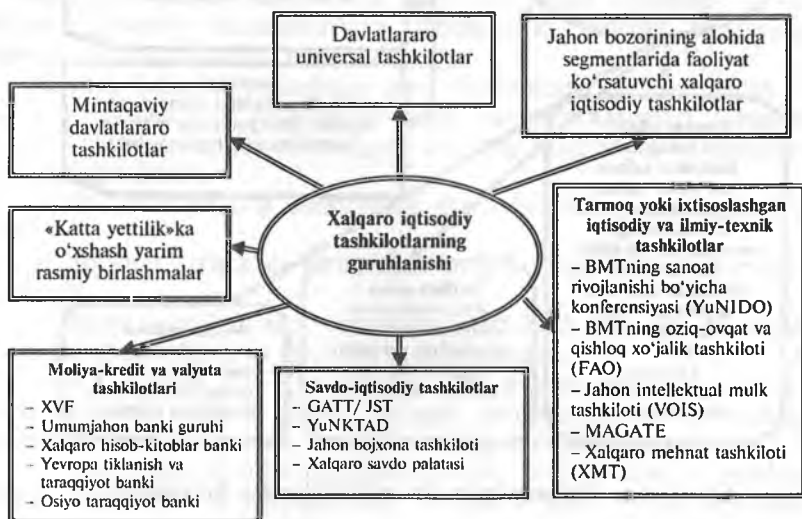 Davlatlararo
universal tashkilotlar
Jahon bozorining alohida
segmentlarida faoliyat
ko‘rsatuvchi xalqaro
iqtisodiy tashkilotlar
Mintaqaviy
davlatlararo
tashkilotlar
«Katta yettilik»ka
o‘xshash yarim
rasmiy birlashmalar
Xalqaro iqtisodiy
tashkilotlarning
guruhlanishi
Tarmoq yoki ixtisoslashgan
iqtisodiy va ilmiy-texnik
tashkilotlar
– BMTning sanoat
rivojlanishi bo‘yicha
konferensiyasi (YuNIDO)
– BMTning oziq-ovqat va
qishloq xo‘jalik tashkiloti
(FAO)
– Jahon intellektual mulk
tashkiloti (VOIS)
– MAGATE
– Xalqaro mehnat tashkiloti
(XMT)
Moliya-kredit va valyuta
tashkilotlari
– XVF
– Umumjahon banki guruhi
– Xalqaro hisob-kitoblar banki
– Yevropa tiklanish va
taraqqiyot banki
– Osiyo taraqqiyot banki
Savdo-iqtisodiy tashkilotlar
– GATT/ JST
– YuNKTAD
– Jahon bojxona tashkiloti
– Xalqaro savdo palatasi